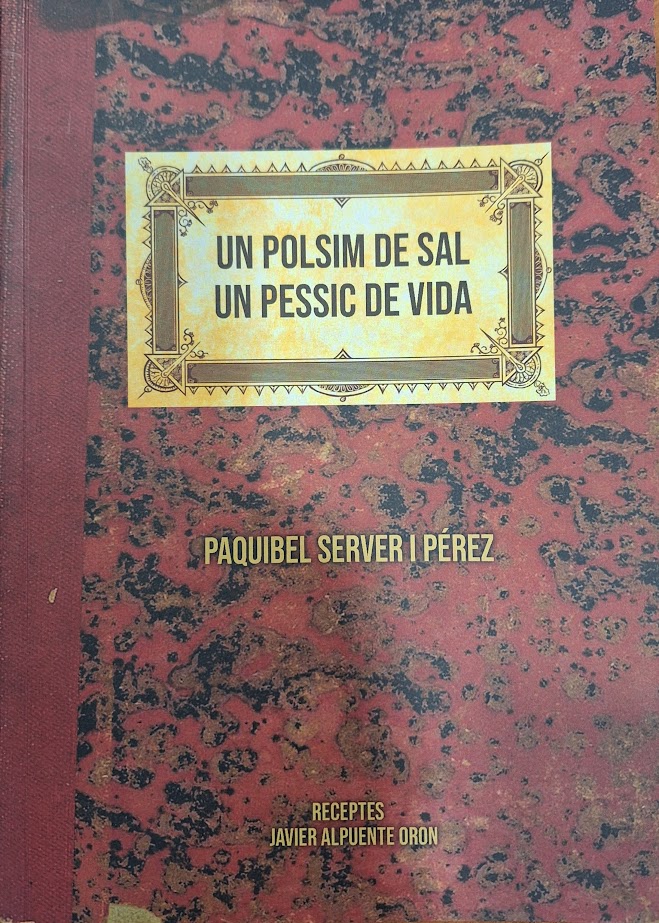 UN POLSIM DE SAL
UN PESSIC DE VIDA
PAQUIBEL SERVER I PÉREZ
RECEPTES
JAVIER ALPUENTE ORON